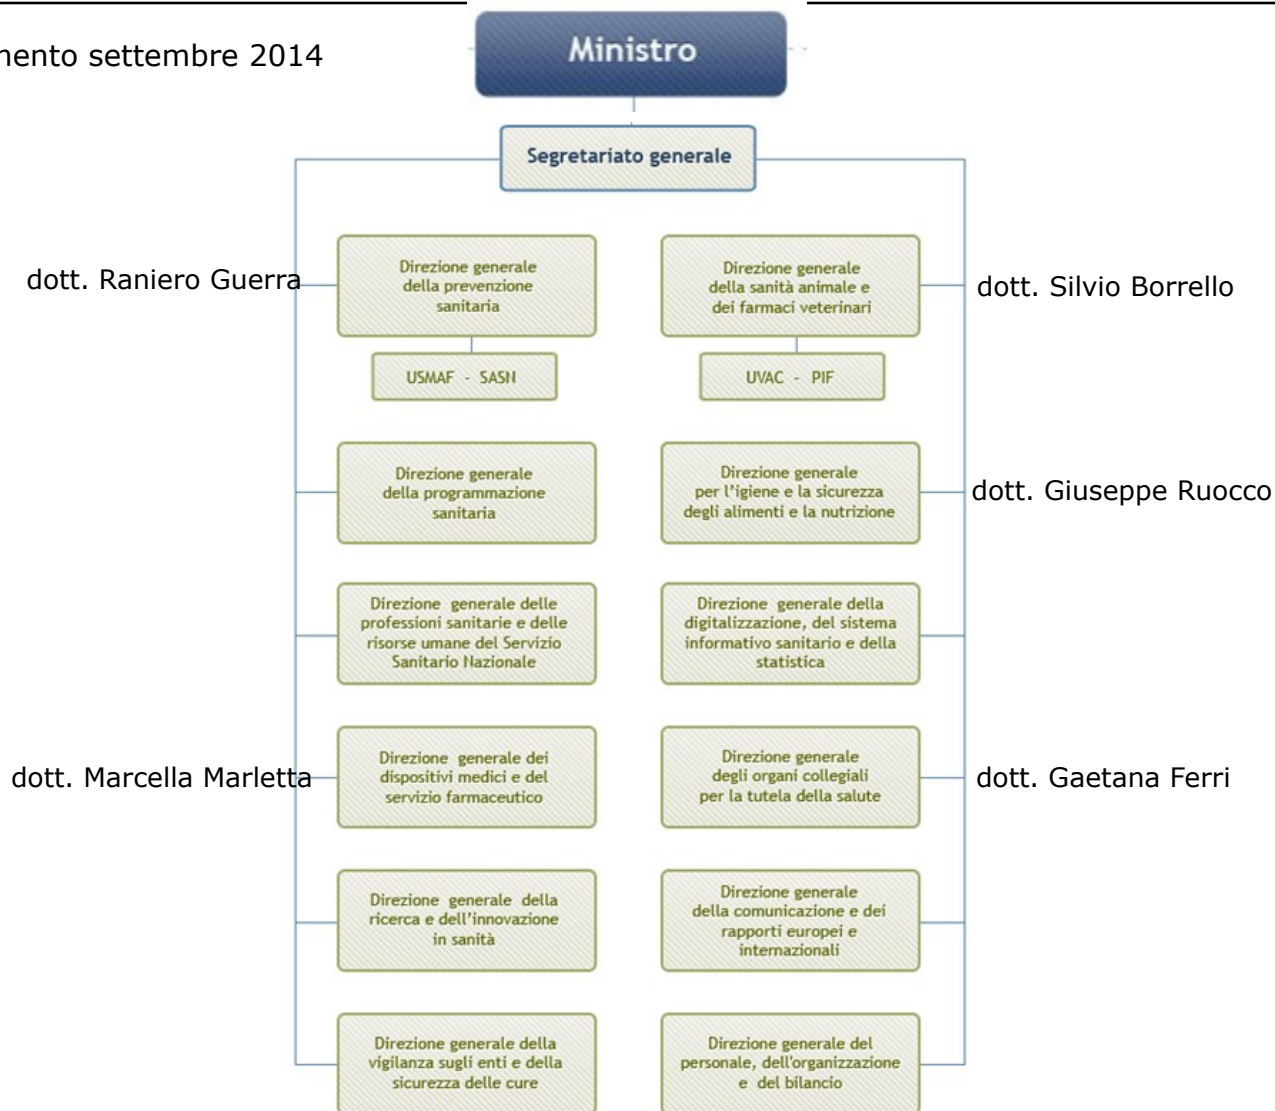 mento settembre 2014
Ministro
Segretariato generale
dott. Raniero Guerra
Direzione generale
della prevenzione
sanitaria
Direzione generale
della sanità animale e
dei farmaci veterinari
dott. Silvio Borrello
USMAF - SASN
UVAC - PIF
Direzione generale
della programmazione
sanitaria
Direzione generale
per l'igiene e la sicurezza
degli alimenti e la nutrizione
dott. Giuseppe Ruocco
Direzione generale delle
professioni sanitarie e delle
risorse umane del Servizio
Sanitario Nazionale
Direzione generale della
digitalizzazione, del sistema
informativo sanitario e della
statistica
dott. Marcella Marletta
Direzione generale dei
dispositivi medici e del
servizio farmaceutico
Direzione generale
degli organi collegiali
per la tutela della salute
dott. Gaetana Ferri
Direzione generale della
ricerca e dell'innovazione
in sanità
Direzione generale
della comunicazione e dei
rapporti europei e
internazionali
Direzione generale della
vigilanza sugli enti e della
sicurezza delle cure
Direzione generale del
personale, dell'organizzazione
e del bilancio